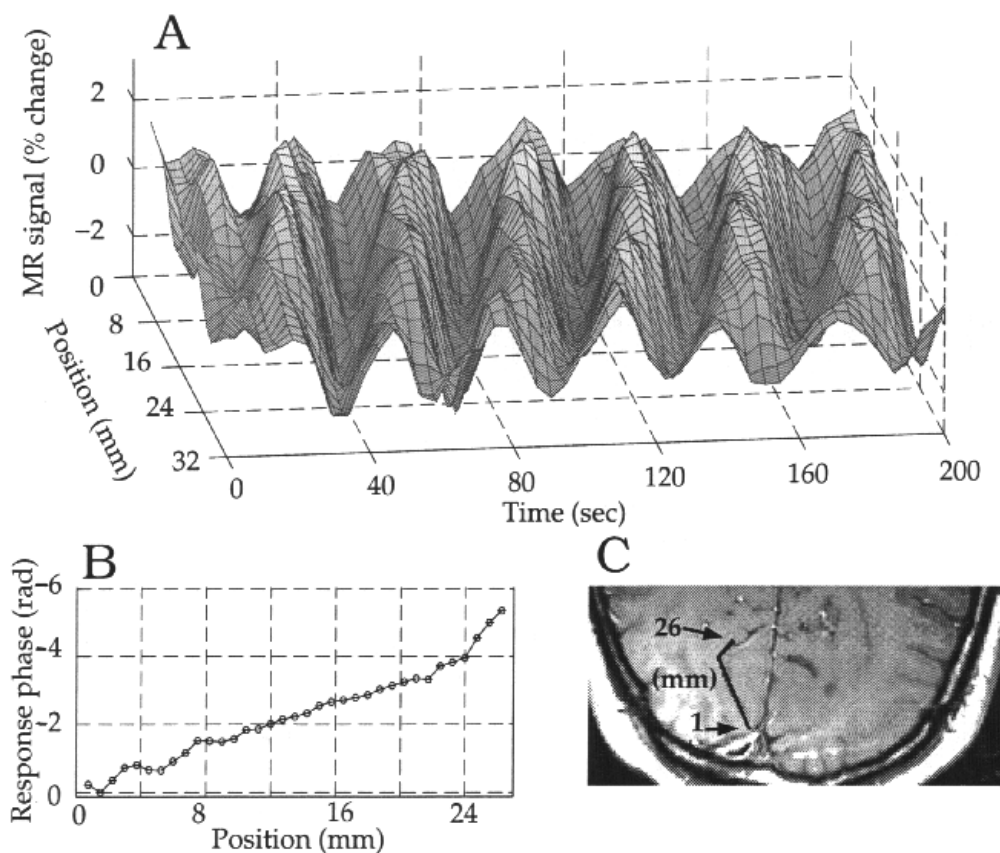 A
MR signal (% change)
2
0
−2
0
8
16
24
32
Position (mm)
0
40
80
120
160
200
Time (sec)
B
Response phase (rad)
−6
−4
−2
0
0
8
16
24
Position (mm)
C
26
(mm)
1